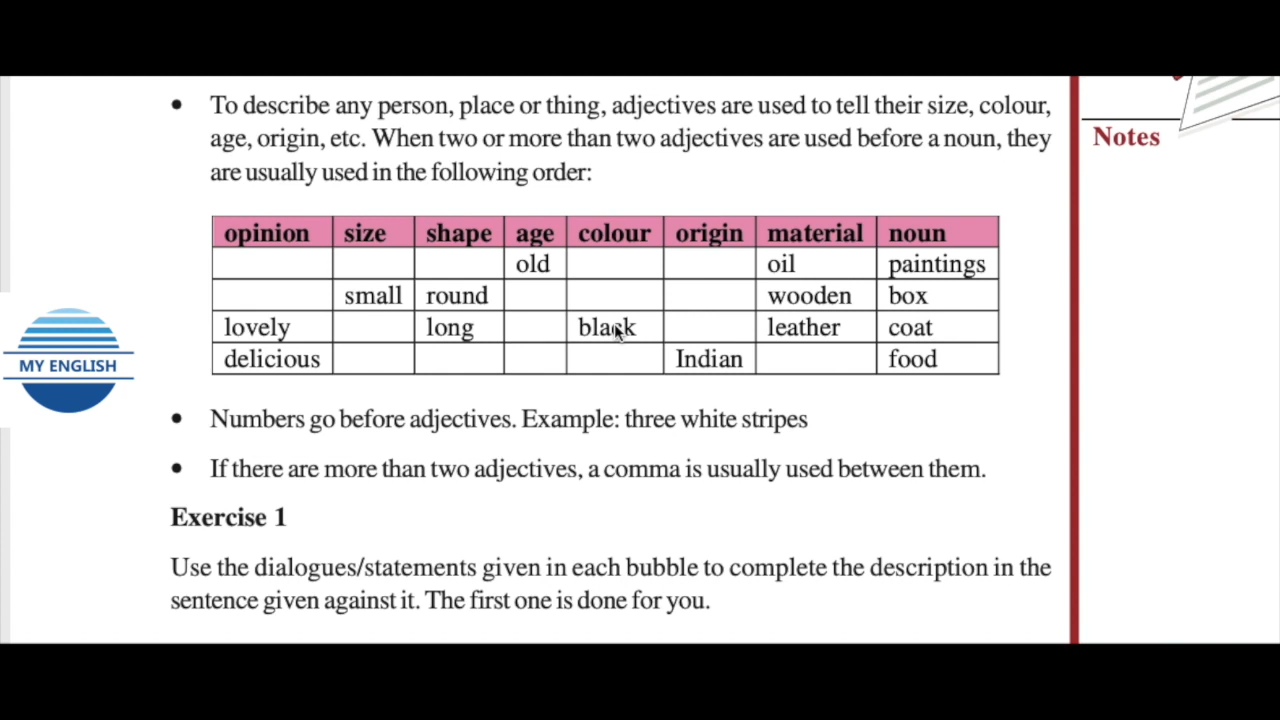 • To describe any person, place or thing, adjectives are used to tell their size, colour,
age, origin, etc. When two or more than two adjectives are used before a noun, they
are usually used in the following order:
Notes
opinion size shape age colour origin material noun
old oil paintings
small round wooden box
lovely long black leather coat
delicious Indian food
MY ENGLISH
• Numbers go before adjectives. Example: three white stripes
• If there are more than two adjectives, a comma is usually used between them.
Exercise 1
Use the dialogues/statements given in each bubble to complete the description in the
sentence given against it. The first one is done for you.